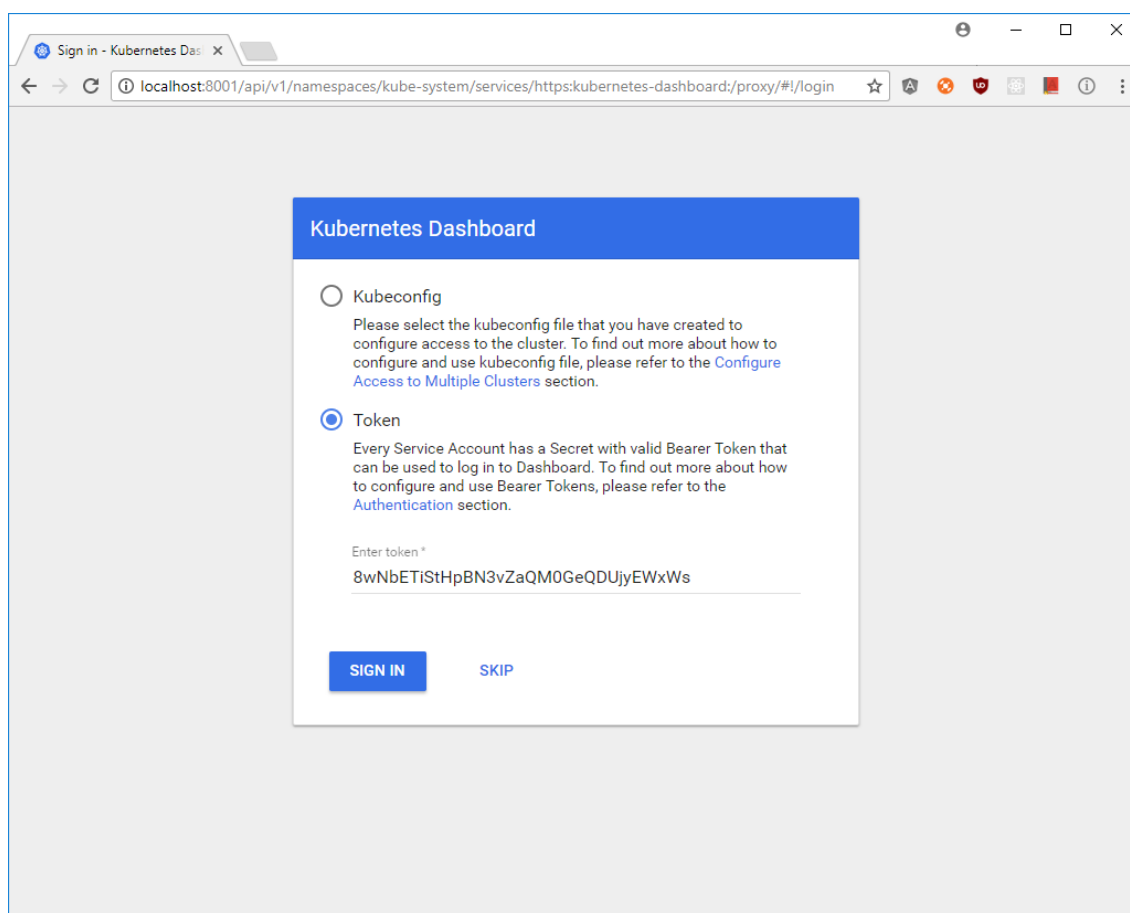 Sign in - Kubernetes Das
localhost:8001/api/v1/namespaces/kube-system/services/https:kubernetes-dashboard:/proxy/#!/login
Kubernetes Dashboard
Kubeconfig
Please select the kubeconfig file that you have created to
configure access to the cluster. To find out more about how to
configure and use kubeconfig file, please refer to the Configure
Access to Multiple Clusters section.
Token
Every Service Account has a Secret with valid Bearer Token that
can be used to log in to Dashboard. To find out more about how
to configure and use Bearer Tokens, please refer to the
Authentication section.
Enter token *
8wNbETiStHpBN3vZaQM0GeQDUjyEWxWs
SIGN IN
SKIP